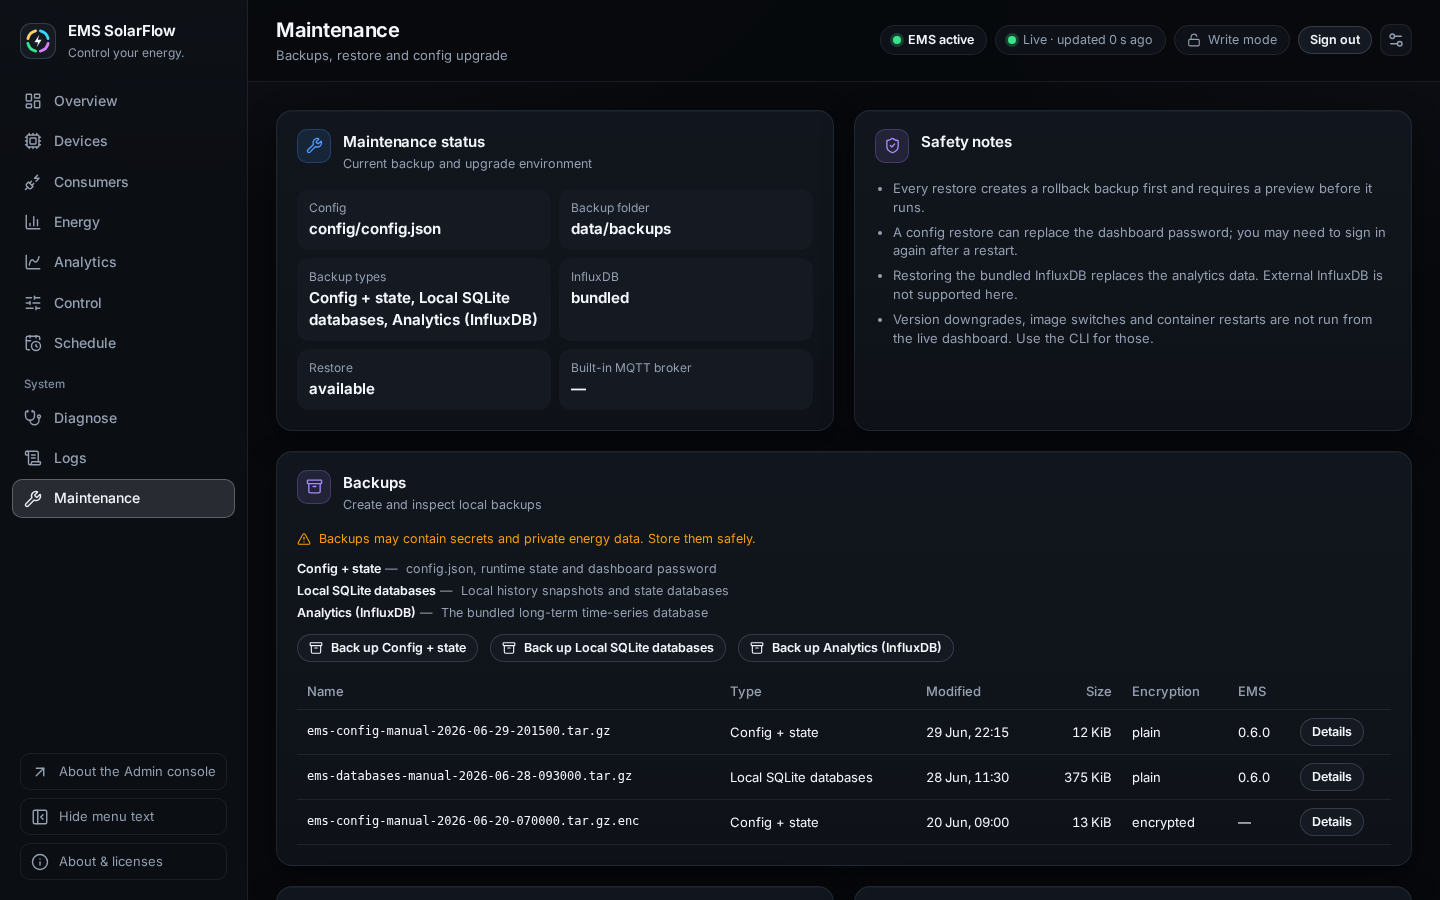 EMS SolarFlow
Control your energy.
Overview
Devices
Consumers
Energy
Analytics
Control
Schedule
System
Diagnose
Logs
Maintenance
About the Admin console
Hide menu text
About & licenses
Maintenance
Backups, restore and config upgrade
EMS active
Live · updated 0 s ago
Write mode
Sign out
Maintenance status
Current backup and upgrade environment
Config
config/config.json
Backup folder
data/backups
Backup types
Config + state, Local SQLite
databases, Analytics (InfluxDB)
InfluxDB
bundled
Restore
available
Built-in MQTT broker
—
Safety notes
• Every restore creates a rollback backup first and requires a preview before it
runs.
• A config restore can replace the dashboard password; you may need to sign in
again after a restart.
• Restoring the bundled InfluxDB replaces the analytics data. External InfluxDB is
not supported here.
• Version downgrades, image switches and container restarts are not run from
the live dashboard. Use the CLI for those.
Backups
Create and inspect local backups
Backups may contain secrets and private energy data. Store them safely.
Config + state — config.json, runtime state and dashboard password
Local SQLite databases — Local history snapshots and state databases
Analytics (InfluxDB) — The bundled long-term time-series database
Back up Config + state Back up Local SQLite databases Back up Analytics (InfluxDB)
Name Type Modified Size Encryption EMS
ems-config-manual-2026-06-29-201500.tar.gz Config + state 29 Jun, 22:15 12 KiB plain 0.6.0 Details
ems-databases-manual-2026-06-28-093000.tar.gz Local SQLite databases 28 Jun, 11:30 375 KiB plain 0.6.0 Details
ems-config-manual-2026-06-20-070000.tar.gz.enc Config + state 20 Jun, 09:00 13 KiB encrypted — Details